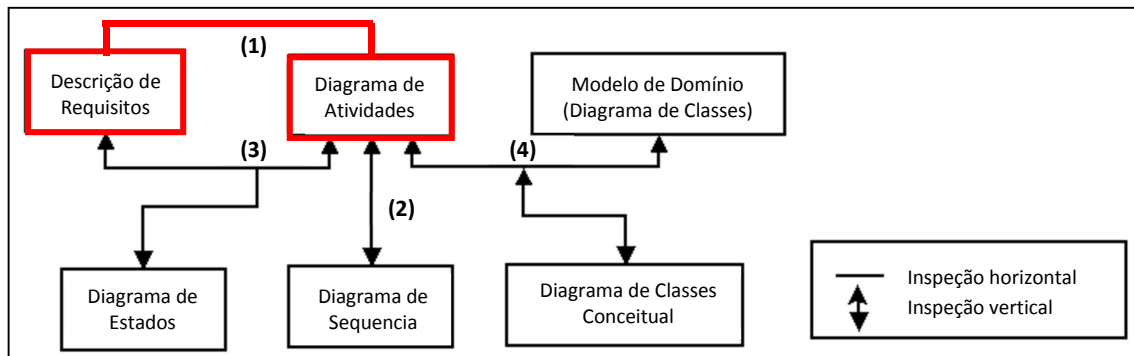 (1)
Descrição de
Requisitos
Diagrama de
Atividades
Modelo de Domínio
(Diagrama de Classes)
(3)
(4)
(2)
Diagrama de
Estados
Diagrama de
Sequencia
Diagrama de Classes
Conceitual
Inspeção horizontal
Inspeção vertical